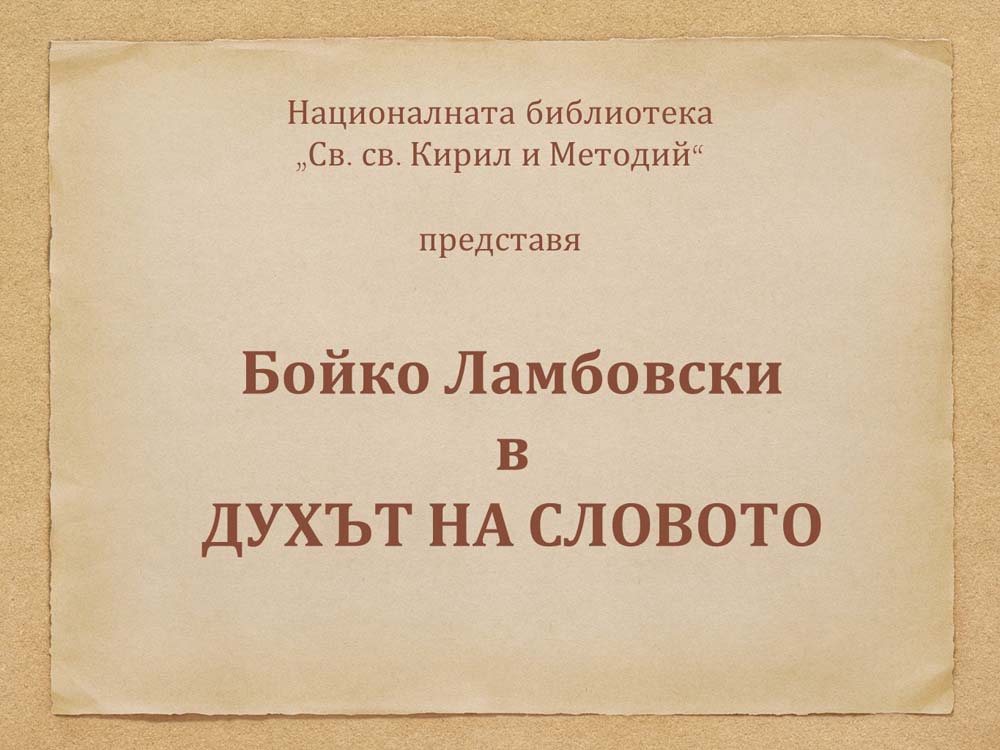 Националната библиотека
„Св. св. Кирил и Методий“
представя
Бойко Ламбовски
в
ДУХЪТ НА СЛОВОТО